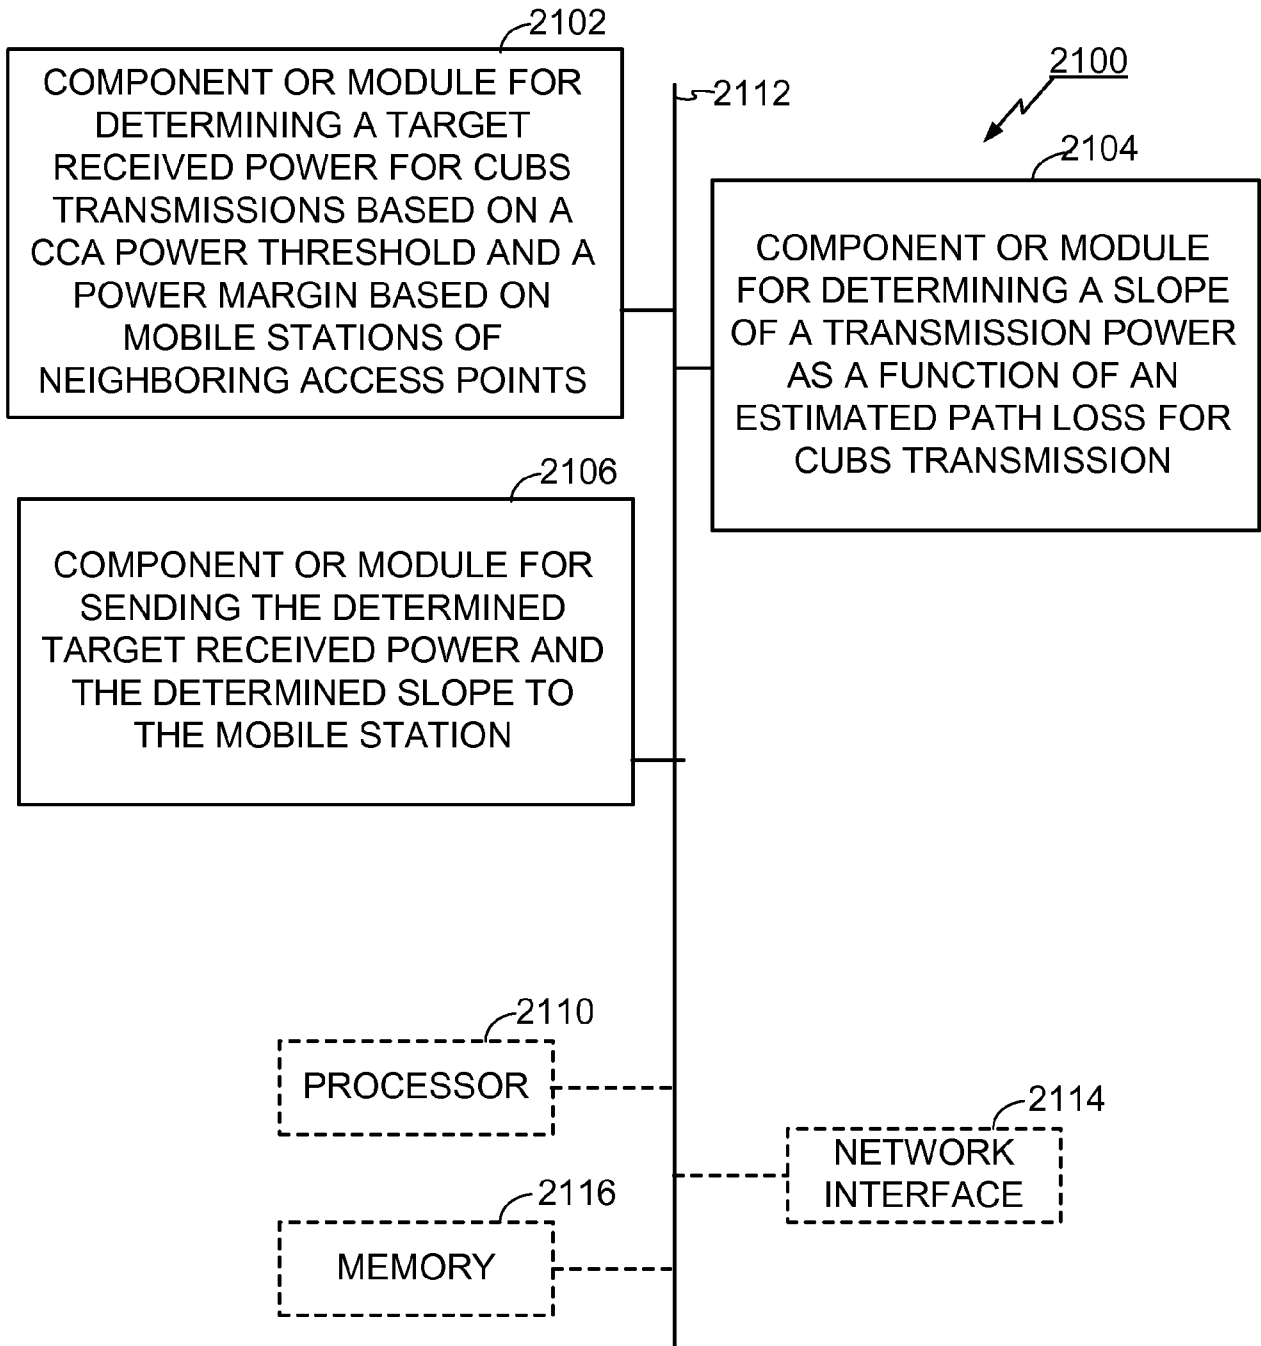 2102
COMPONENT OR MODULE FOR
DETERMINING A TARGET
RECEIVED POWER FOR CUBS
TRANSMISSIONS BASED ON A
CCA POWER THRESHOLD AND A
POWER MARGIN BASED ON
MOBILE STATIONS OF
NEIGHBORING ACCESS POINTS
2112
2100
2104
COMPONENT OR MODULE
FOR DETERMINING A SLOPE
OF A TRANSMISSION POWER
AS A FUNCTION OF AN
ESTIMATED PATH LOSS FOR
CUBS TRANSMISSION
2106
COMPONENT OR MODULE FOR
SENDING THE DETERMINED
TARGET RECEIVED POWER AND
THE DETERMINED SLOPE TO
THE MOBILE STATION
2110
PROCESSOR
2114
NETWORK
INTERFACE
2116
MEMORY